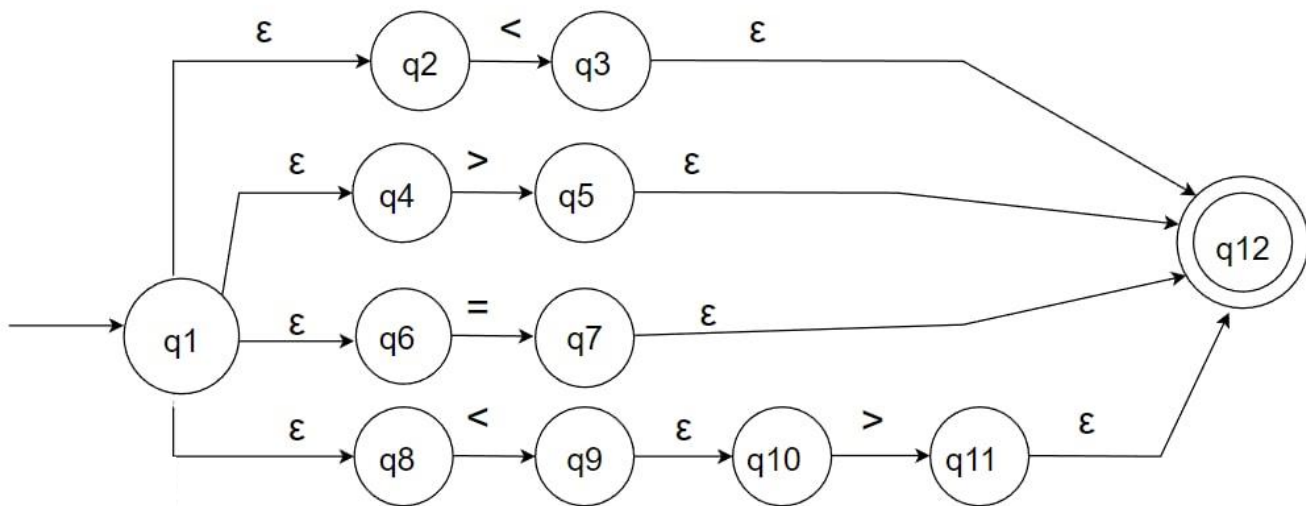 ε q2 < q3 ε
ε q4 > q5 ε
q12
q1 ε q6 = q7 ε
ε q8 < q9 ε q10 > q11 ε